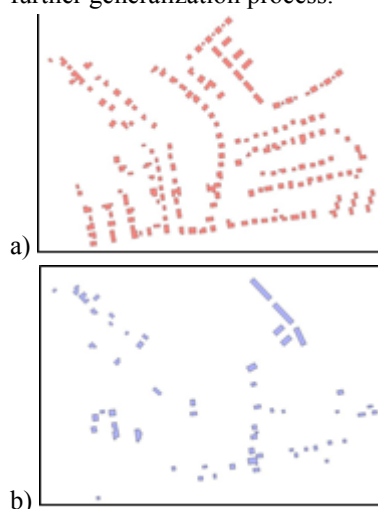 further generalization process.
a)
b)